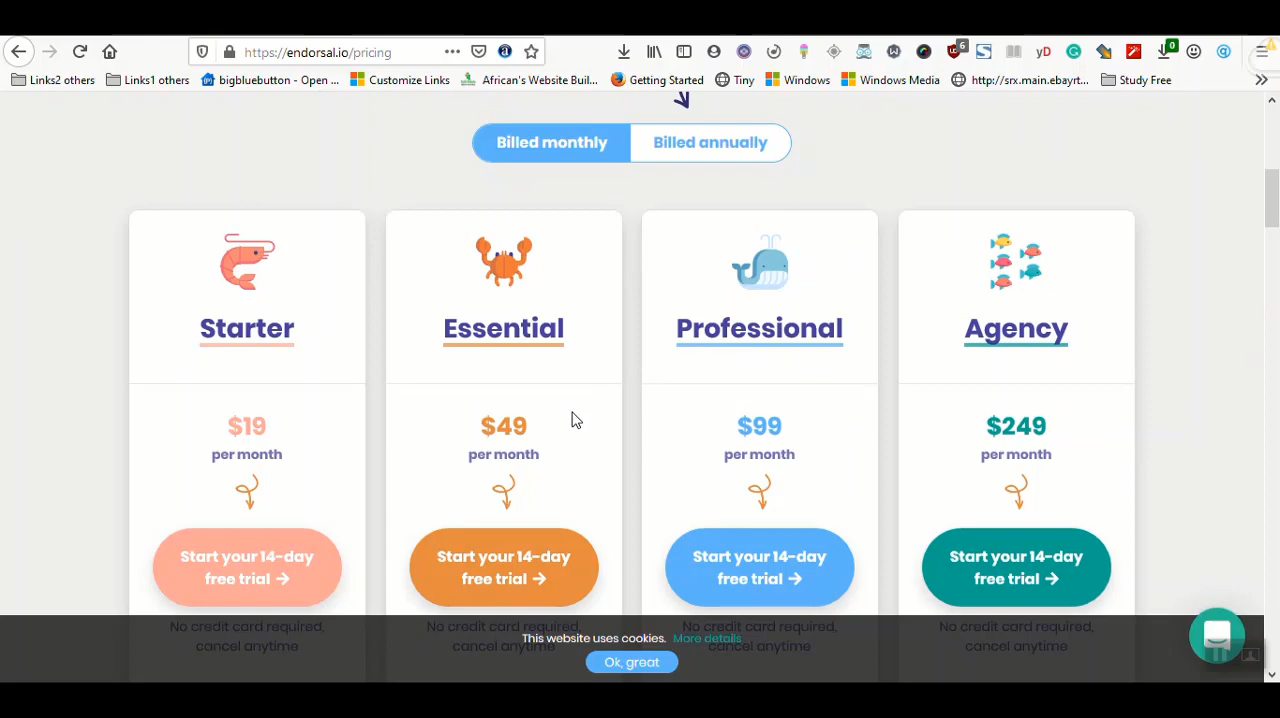 https://endorsal.io/pricing
6
yD
0
Links2 others
Links1 others
bigbluebutton - Open ...
Customize Links
African's Website Buil...
Getting Started
Tiny
Windows
Windows Media
http://srx.main.ebayrt...
Study Free
Billed monthly
Billed annually
Starter
Essential
Professional
Agency
$19
$49
$99
$249
per month
per month
per month
per month
Start your 14-day
free trial →
Start your 14-day
free trial →
Start your 14-day
free trial →
Start your 14-day
free trial →
No credit card required,
cancel anytime
No credit card required,
cancel anytime
No credit card required,
cancel anytime
No credit card required,
cancel anytime
This website uses cookies. More details
Ok, great